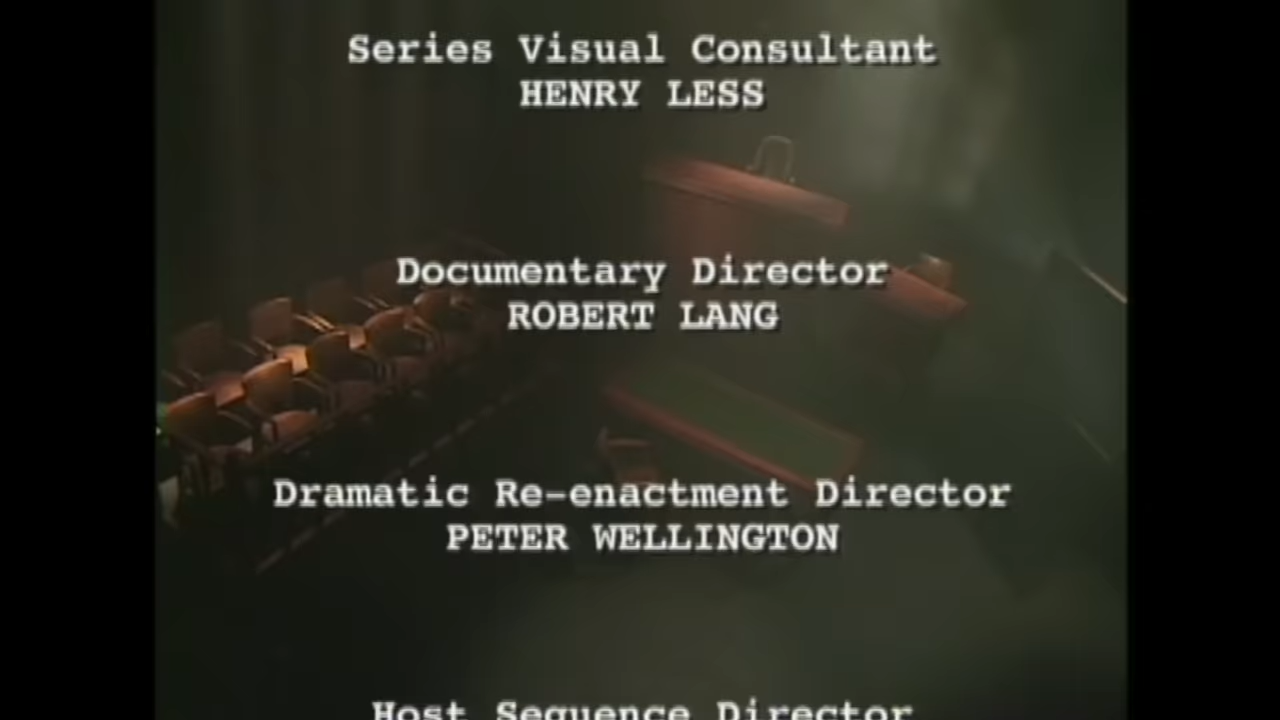 Series Visual Consultant
HENRY LESS
Documentary Director
ROBERT LANG
Dramatic Re-enactment Director
PETER WELLINGTON
Host Sequence Director